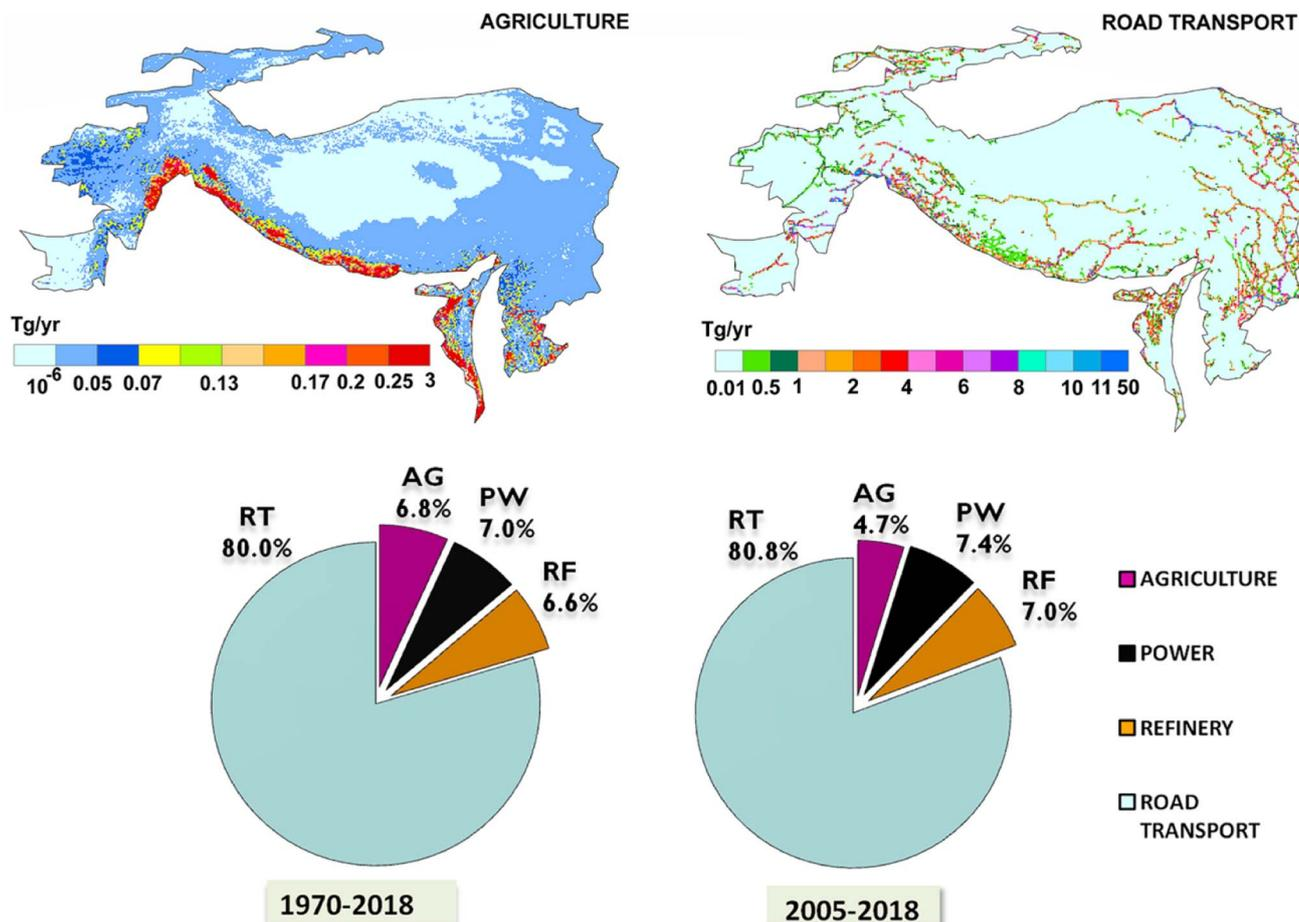 AGRICULTURE
ROAD TRANSPORT
Tg/yr
10-6 0.05 0.07 0.13 0.17 0.2 0.25 3
Tg/yr
0.01 0.5 1 2 4 6 8 10 11 50
AG
6.8%
PW
7.0%
RT
80.0%
RF
6.6%
AG
4.7%
PW
7.4%
RT
80.8%
RF
7.0%
AGRICULTURE
POWER
REFINERY
ROAD
TRANSPORT
1970-2018
2005-2018